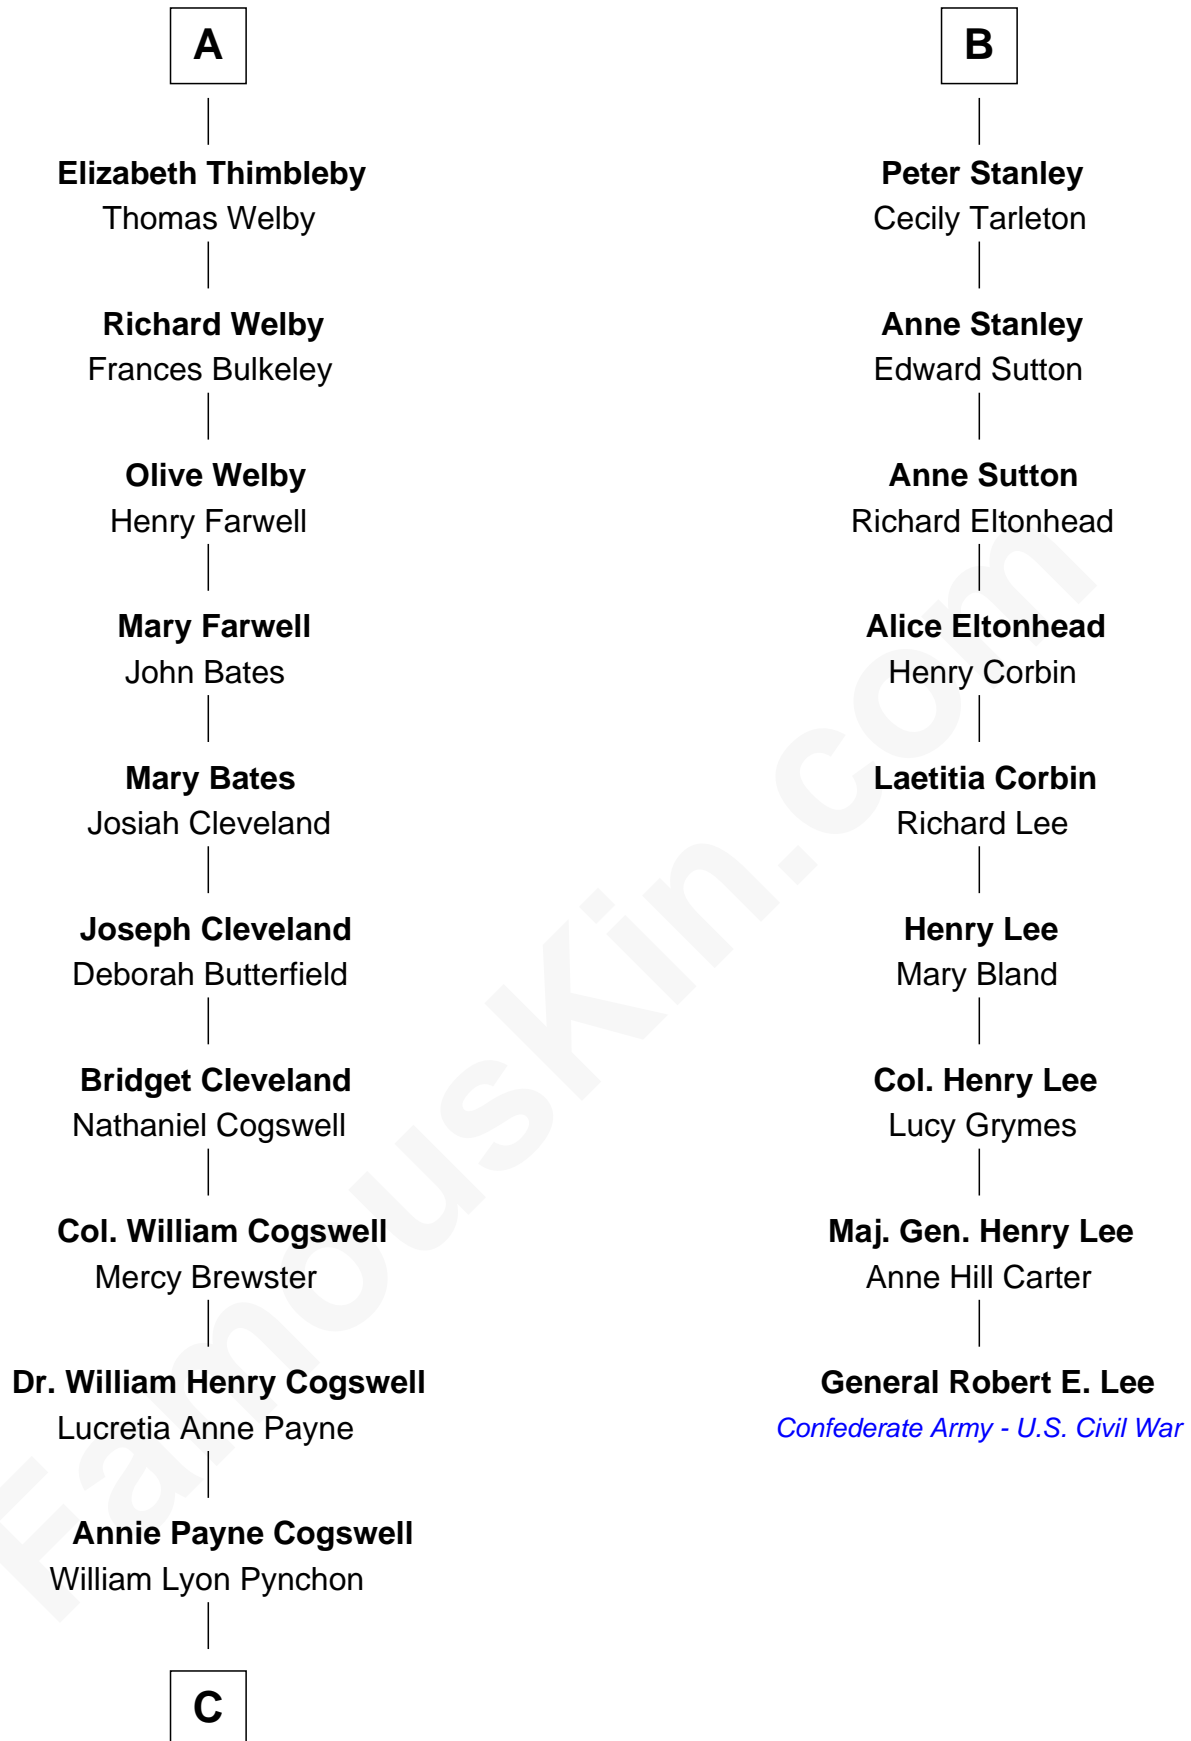 A
Elizabeth Thimbleby
Thomas Welby
Richard Welby
Frances Bulkeley
Olive Welby
Henry Farwell
Mary Farwell
John Bates
Mary Bates
Josiah Cleveland
Joseph Cleveland
Deborah Butterfield
Bridget Cleveland
Nathaniel Cogswell
Col. William Cogswell
Mercy Brewster
Dr. William Henry Cogswell
Lucretia Anne Payne
Annie Payne Cogswell
William Lyon Pynchon
C
B
Peter Stanley
Cecily Tarleton
Anne Stanley
Edward Sutton
Anne Sutton
Richard Eltonhead
Alice Eltonhead
Henry Corbin
Laetitia Corbin
Richard Lee
Henry Lee
Mary Bland
Col. Henry Lee
Lucy Grymes
Maj. Gen. Henry Lee
Anne Hill Carter
General Robert E. Lee
Confederate Army - U.S. Civil War
FamousKin.com